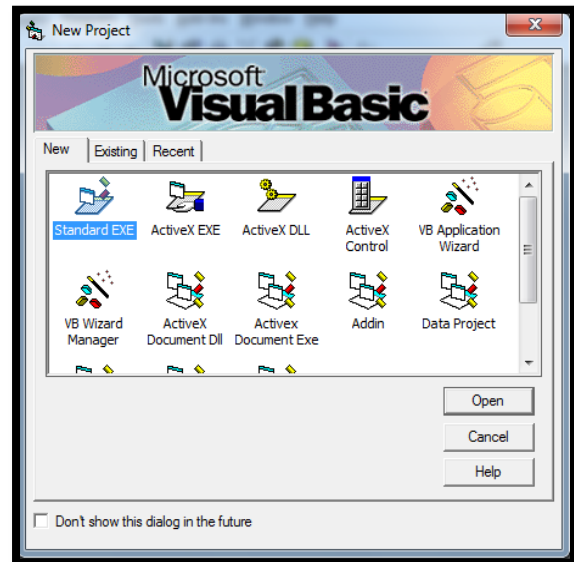 New Project
Microsoft
Visual Basic
New Existing Recent
Standard EXE ActiveX EXE ActiveX DLL ActiveX Control VB Application Wizard
VB Wizard Manager ActiveX Document Dll Activex Document Exe Addin Data Project
Open
Cancel
Help
Don't show this dialog in the future